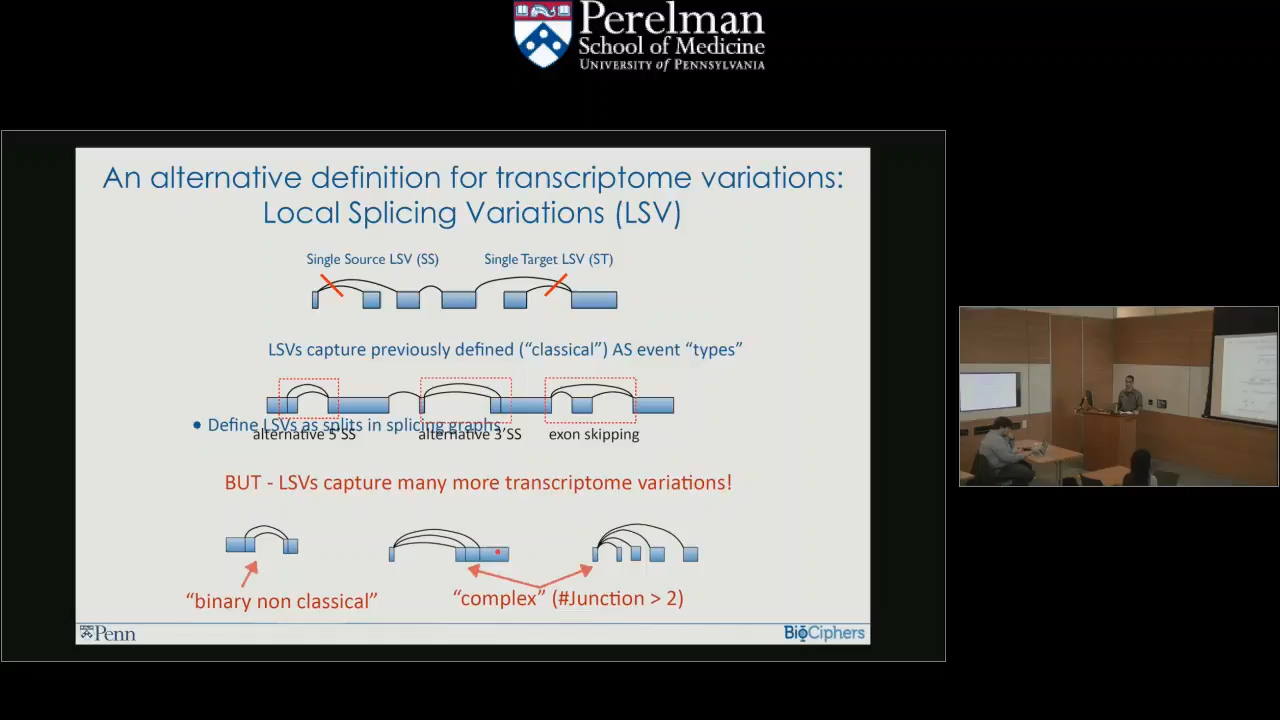 Perelman
School of Medicine
UNIVERSITY of PENNSYLVANIA
An alternative definition for transcriptome variations:
Local Splicing Variations (LSV)
Single Source LSV (SS)
Single Target LSV (ST)
LSVs capture previously defined (“classical”) AS event “types”
• Define LSVs as splits in splicing graphs
alternative 5’SS
alternative 3’SS
exon skipping
BUT - LSVs capture many more transcriptome variations!
“binary non classical”
“complex” (#Junction > 2)
Penn
BioCiphers